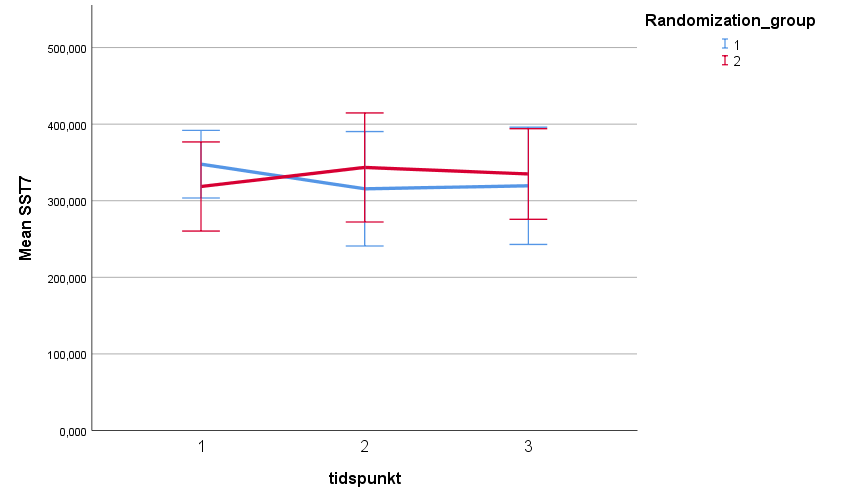 Randomization_group
1
2
500,000
400,000
300,000
200,000
100,000
0,000
Mean SST7
1 2 3
tidspunkt